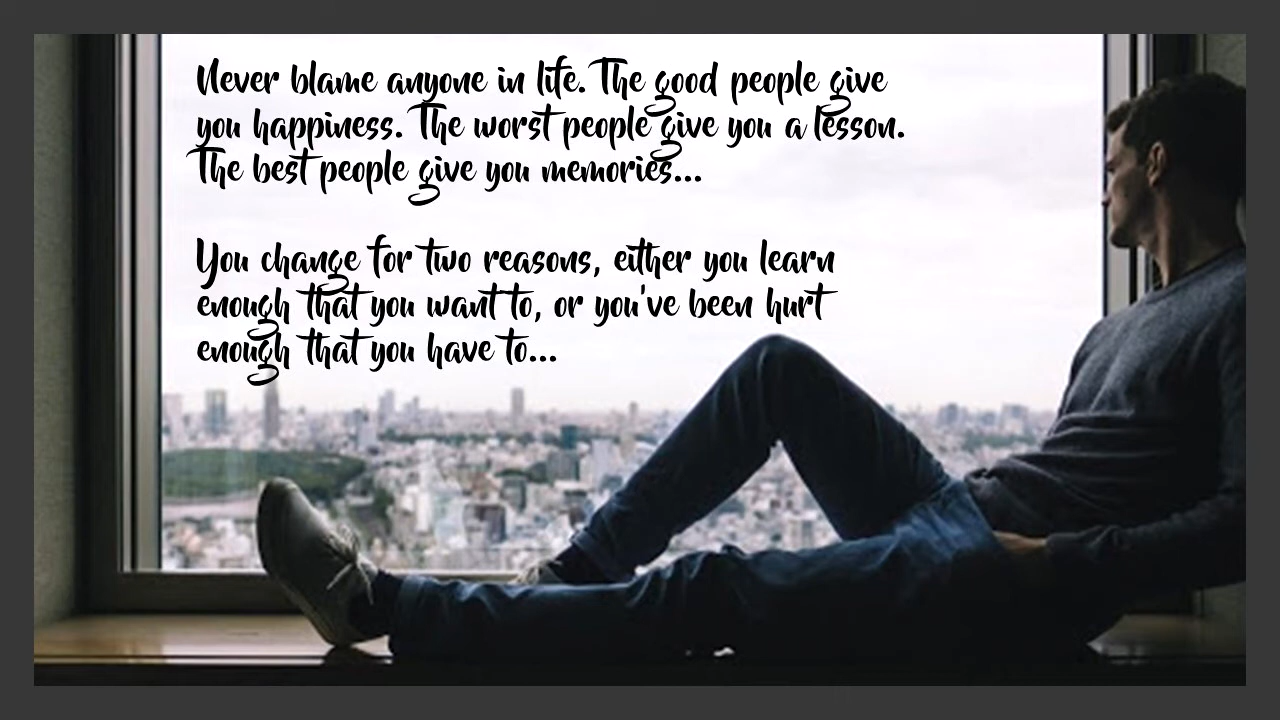 Never blame anyone in life. The good people give
you happiness. The worst people give you a lesson.
The best people give you memories...
You change for two reasons, either you learn
enough that you want to, or you've been hurt
enough that you have to...